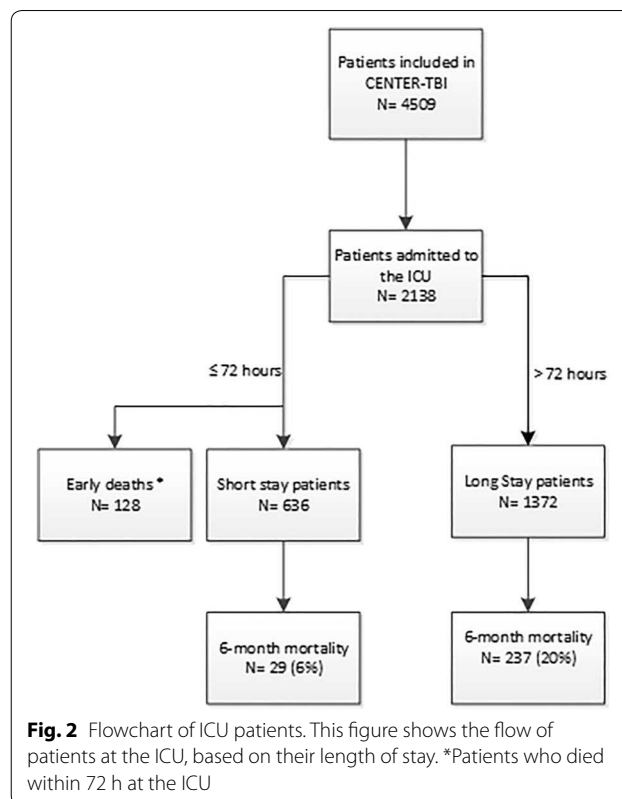 Patients included in
CENTER-TBI
N= 4509
Patients admitted to
the ICU
N= 2138
≤72 hours
>72 hours
Early deaths *
N= 128
Short stay patients
N= 636
Long Stay patients
N= 1372
6-month mortality
N= 29 (6%)
6-month mortality
N= 237 (20%)
Fig. 2 Flowchart of ICU patients. This figure shows the flow of
patients at the ICU, based on their length of stay. *Patients who died
within 72 h at the ICU